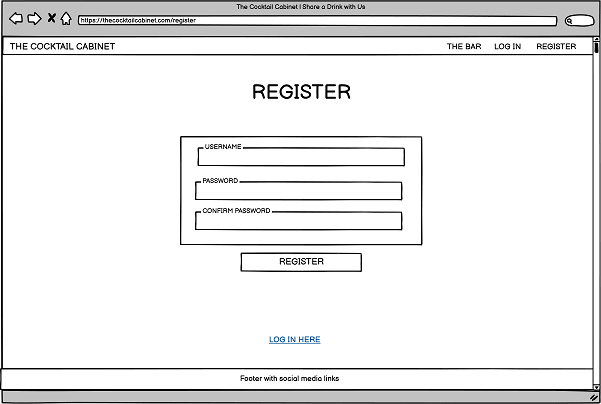 The Cocktail Cabinet | Share a Drink with Us
https://thecocktailcabinet.com/register
THE COCKTAIL CABINET
THE BAR
LOG IN
REGISTER
REGISTER
USERNAME
PASSWORD
CONFIRM PASSWORD
REGISTER
LOG IN HERE
Footer with social media links